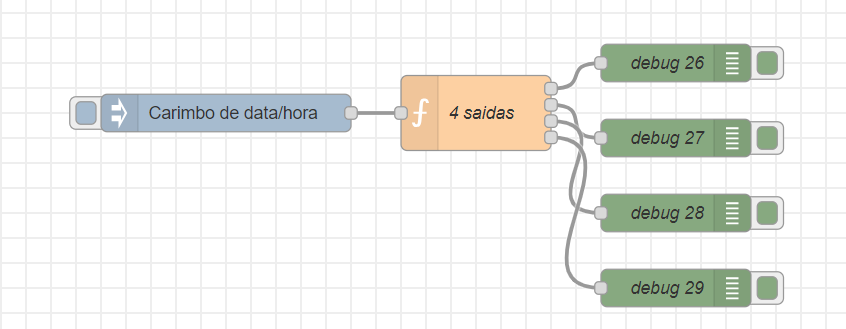 Carimbo de data/hora
4 saidas
debug 26
debug 27
debug 28
debug 29